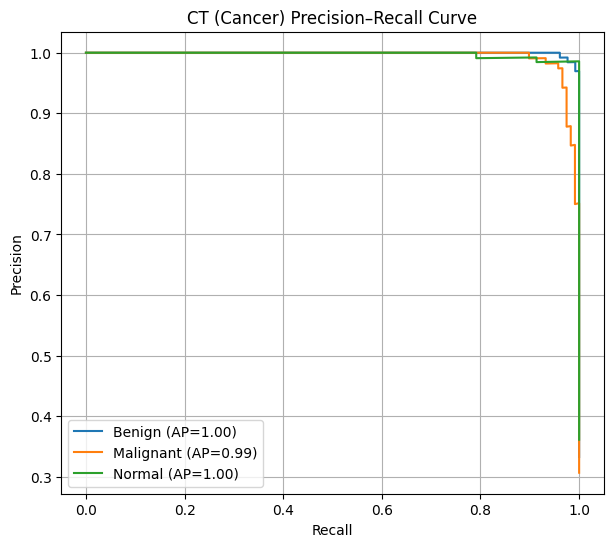 CT (Cancer) Precision–Recall Curve
Precision
1.0
0.9
0.8
0.7
0.6
0.5
0.4
0.3
Benign (AP=1.00)
Malignant (AP=0.99)
Normal (AP=1.00)
0.0 0.2 0.4 0.6 0.8 1.0
Recall